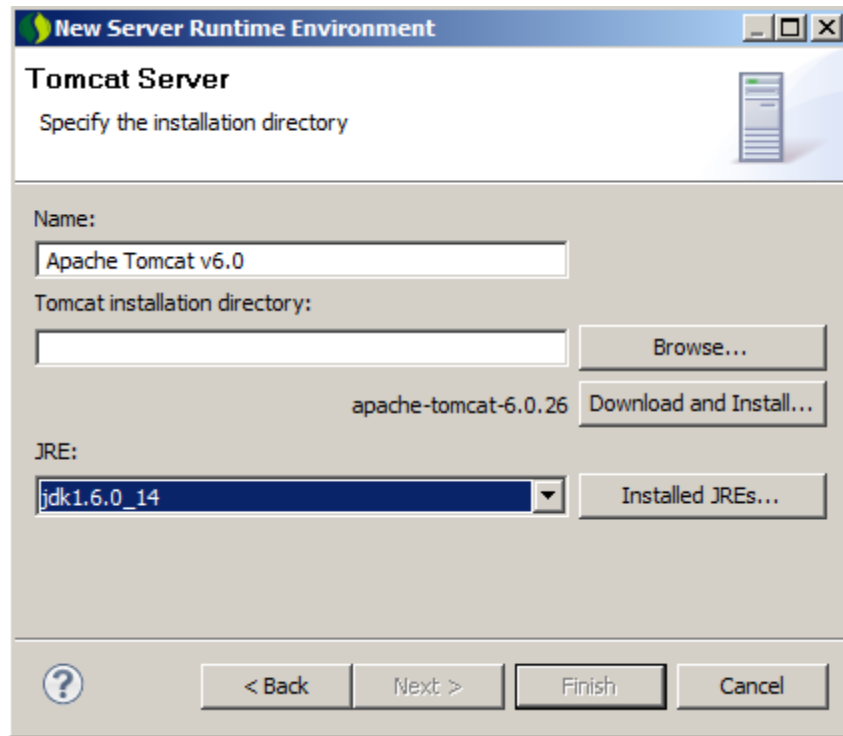 New Server Runtime Environment
Tomcat Server
Specify the installation directory
Name:
Apache Tomcat v6.0
Tomcat installation directory:
Browse...
apache-tomcat-6.0.26 Download and Install...
JRE:
jdk1.6.0_14 Installed JREs...
? < Back Next > Finish Cancel